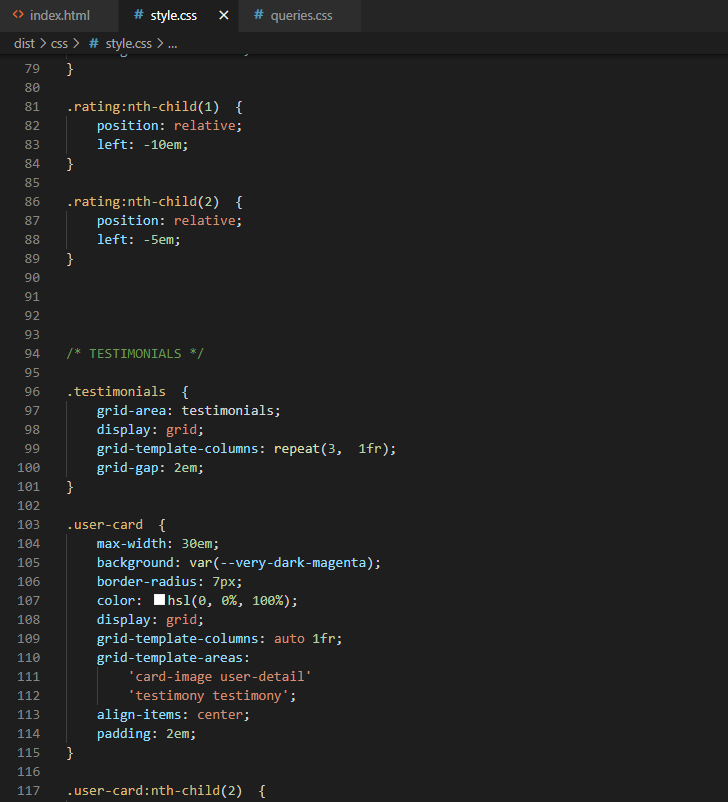 index.html
# style.css ×
# queries.css
dist > css > # style.css > ...
79 }
80
81 .rating:nth-child(1)  {
82     position: relative;
83     left: -10em;
84 }
85
86 .rating:nth-child(2)  {
87     position: relative;
88     left: -5em;
89 }
90
91
92
93
94 /* TESTIMONIALS */
95
96 .testimonials  {
97     grid-area: testimonials;
98     display: grid;
99     grid-template-columns: repeat(3,  1fr);
100     grid-gap: 2em;
101 }
102
103 .user-card  {
104     max-width: 30em;
105     background: var(--very-dark-magenta);
106     border-radius: 7px;
107     color: hsl(0, 0%, 100%);
108     display: grid;
109     grid-template-columns: auto 1fr;
110     grid-template-areas:
111         'card-image user-detail'
112         'testimony testimony';
113     align-items: center;
114     padding: 2em;
115 }
116
117 .user-card:nth-child(2)  {